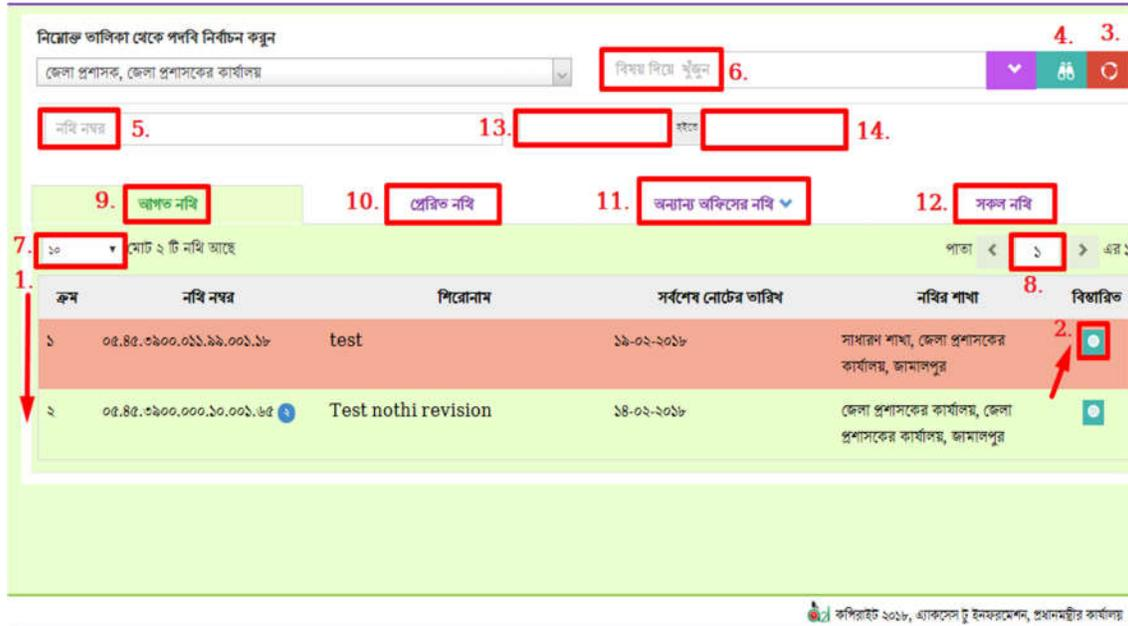 নিম্নোক্ত তালিকা থেকে পদবি নির্বাচন করুন
4. 3.
জেলা প্রশাসক, জেলা প্রশাসকের কার্যালয় বিষয় দিয়ে খুঁজুন 6.
নথি নম্বর 5. 13. হইতে 14.
9. আগত নথি 10. প্রেরিত নথি 11. অন্যান্য অফিসের নথি 12. সকল নথি
7. ১০ মোট ২ টি নথি আছে পাতা ১ এর ১
1. 8.
ক্রম নথি নম্বর শিরোনাম সর্বশেষ নোটের তারিখ নথির শাখা বিস্তারিত
2.
১ ০৫.৪৫.৩৯০০.০১১.৯৯.০০১.১৮ test ১৯-০২-২০১৮ সাধারণ শাখা, জেলা প্রশাসকের
কার্যালয়, জামালপুর
২ ০৫.৪৫.৩৯০০.০০০.১০.০০১.৬৫ ২ Test nothi revision ১৪-০২-২০১৮ জেলা প্রশাসকের কার্যালয়, জেলা
প্রশাসকের কার্যালয়, জামালপুর
কপিরাইট ২০১৮, এ্যাকসেস টু ইনফরমেশন, প্রধানমন্ত্রীর কার্যালয়